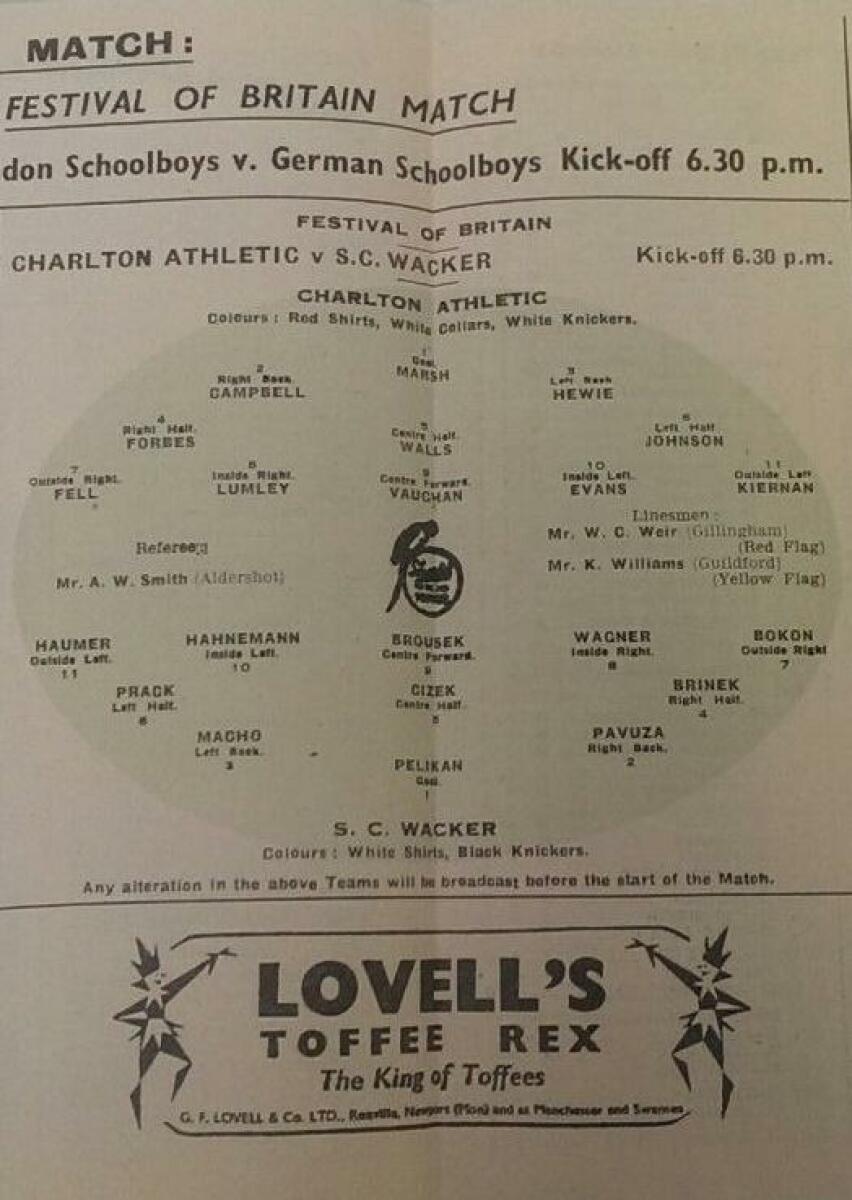 MATCH :
FESTIVAL OF BRITAIN MATCH
don Schoolboys v. German Schoolboys Kick-off 6.30 p.m.
FESTIVAL OF BRITAIN
CHARLTON ATHLETIC v S.C. WACKER Kick-off 6.30 p.m.
CHARLTON ATHLETIC
Colours : Red Shirts, White Collars, White Knickers.
1
Goal.
MARSH
2
Right Back.
CAMPBELL
3
Left Back
HEWIE
4
Right Half.
FORBES
5
Centre Half.
WALLS
6
Left Half
JOHNSON
7
Outside Right.
FELL
8
Inside Right.
LUMLEY
9
Centre Forward.
VAUGHAN
10
Inside Left.
EVANS
11
Outside Left
KIERNAN
Referee:
Mr. A. W. Smith (Aldershot)
Linesmen :
Mr. W. C. Weir (Gillingham)
(Red Flag)
Mr. K. Williams (Guildford)
(Yellow Flag)
HAUMER
Outside Left.
11
HAHNEMANN
Inside Left.
10
BROUSEK
Centre Forward.
9
WAGNER
Inside Right.
8
BOKON
Outside Right
7
PRACK
Left Half.
6
CIZEK
Centre Half.
5
BRINEK
Right Half.
4
MACHO
Left Back.
3
PAVUZA
Right Back.
2
PELIKAN
Goal.
1
S. C. WACKER
Colours : White Shirts, Black Knickers.
Any alteration in the above Teams will be broadcast before the start of the Match.
LOVELL'S
TOFFEE REX
The King of Toffees
G. F. LOVELL & Co. LTD., Rexville, Newport (Mon) and at Manchester and Swansea